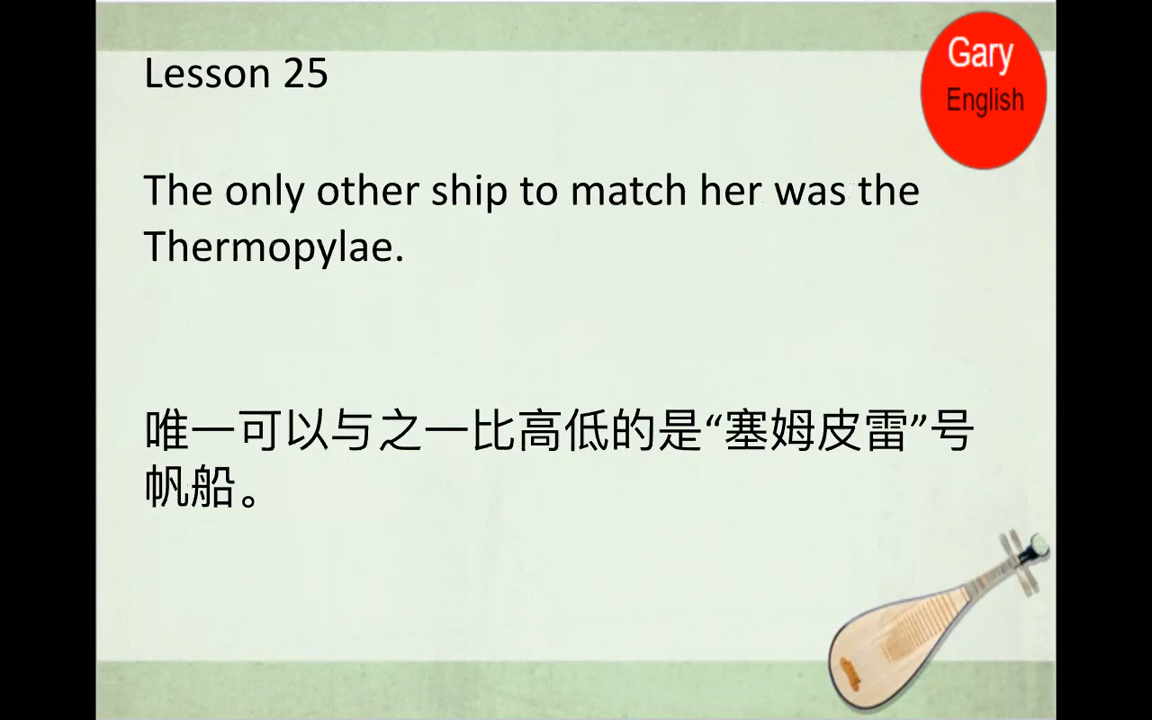 Lesson 25
Gary
English
The only other ship to match her was the
Thermopylae.
唯一可以与之一比高低的是“塞姆皮雷”号
帆船。